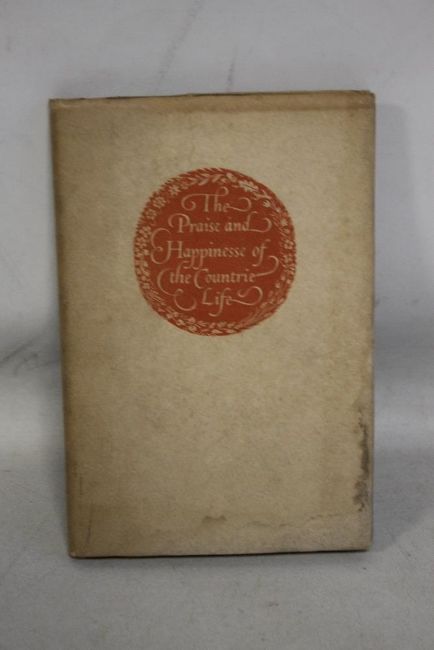 The
Praise and
Happinesse of
the Countrie
Life